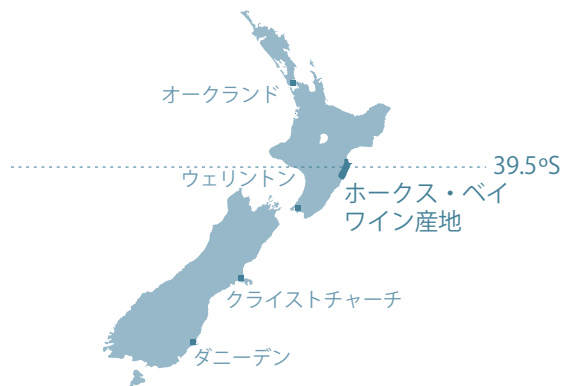 オークランド
39.5ºS
ウェリントン
ホークス・ベイ
ワイン産地
クライストチャーチ
ダニーデン